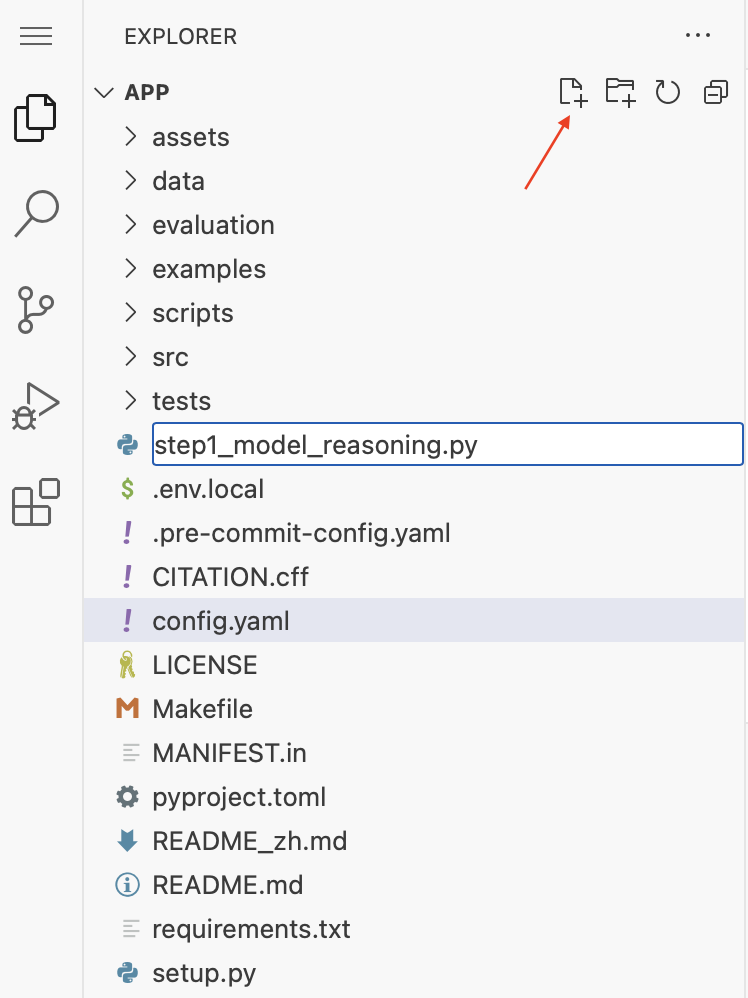 EXPLORER
APP
assets
data
evaluation
examples
scripts
src
tests
step1_model_reasoning.py
.env.local
.pre-commit-config.yaml
CITATION.cff
config.yaml
LICENSE
Makefile
MANIFEST.in
pyproject.toml
README_zh.md
README.md
requirements.txt
setup.py